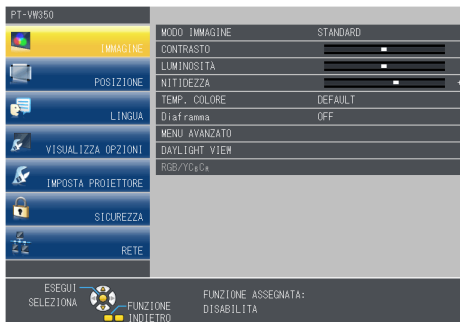 PT-VW350
IMMAGINE
POSIZIONE
LINGUA
VISUALIZZA OPZIONI
IMPOSTA PROIETTORE
SICUREZZA
RETE
MODO IMMAGINE STANDARD
CONTRASTO
LUMINOSITÀ
NITIDEZZA +
TEMP. COLORE DEFAULT
Diaframma OFF
MENU AVANZATO
DAYLIGHT VIEW
RGB/YCBCR
ESEGUI
SELEZIONA
FUNZIONE
INDIETRO
FUNZIONE ASSEGNATA:
DISABILITA